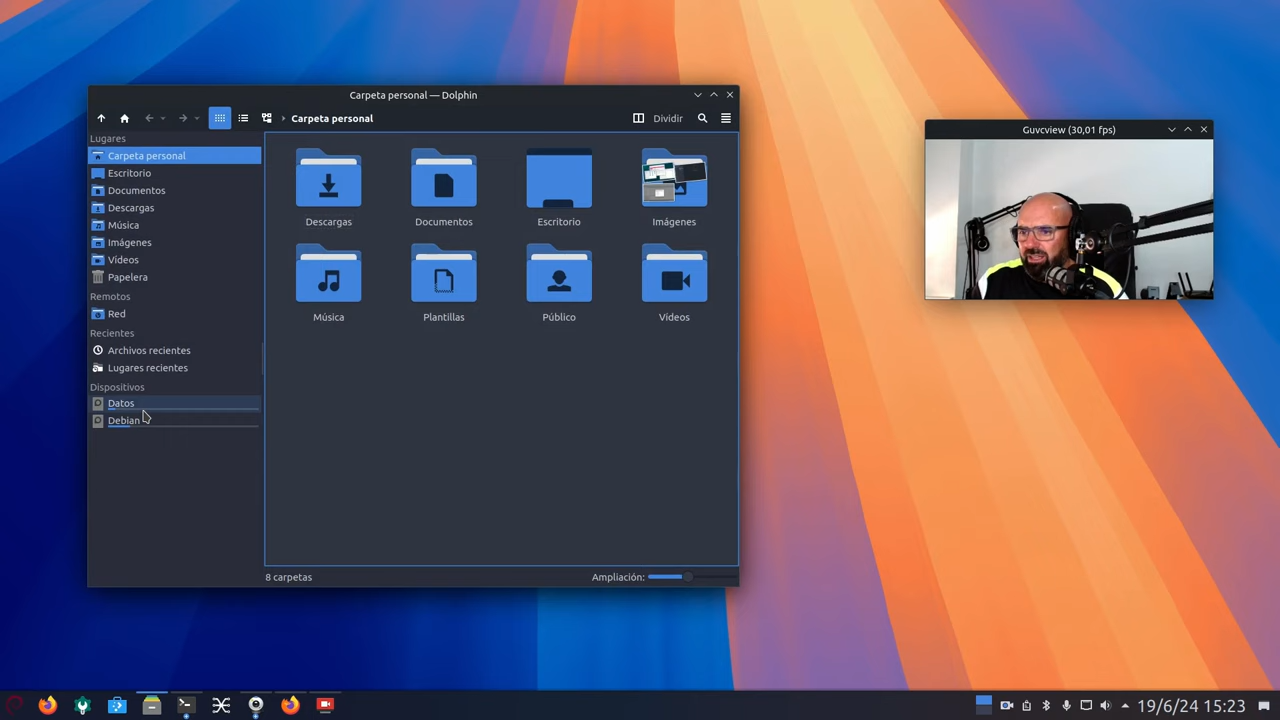 Carpeta personal — Dolphin
Carpeta personal
Dividir
Lugares
Carpeta personal
Escritorio
Documentos
Descargas
Música
Imágenes
Vídeos
Papelera
Remotos
Red
Recientes
Archivos recientes
Lugares recientes
Dispositivos
Datos
Debian
Descargas
Documentos
Escritorio
Imágenes
Música
Plantillas
Público
Vídeos
8 carpetas
Ampliación:
Guvcview (30,01 fps)
19/6/24 15:23